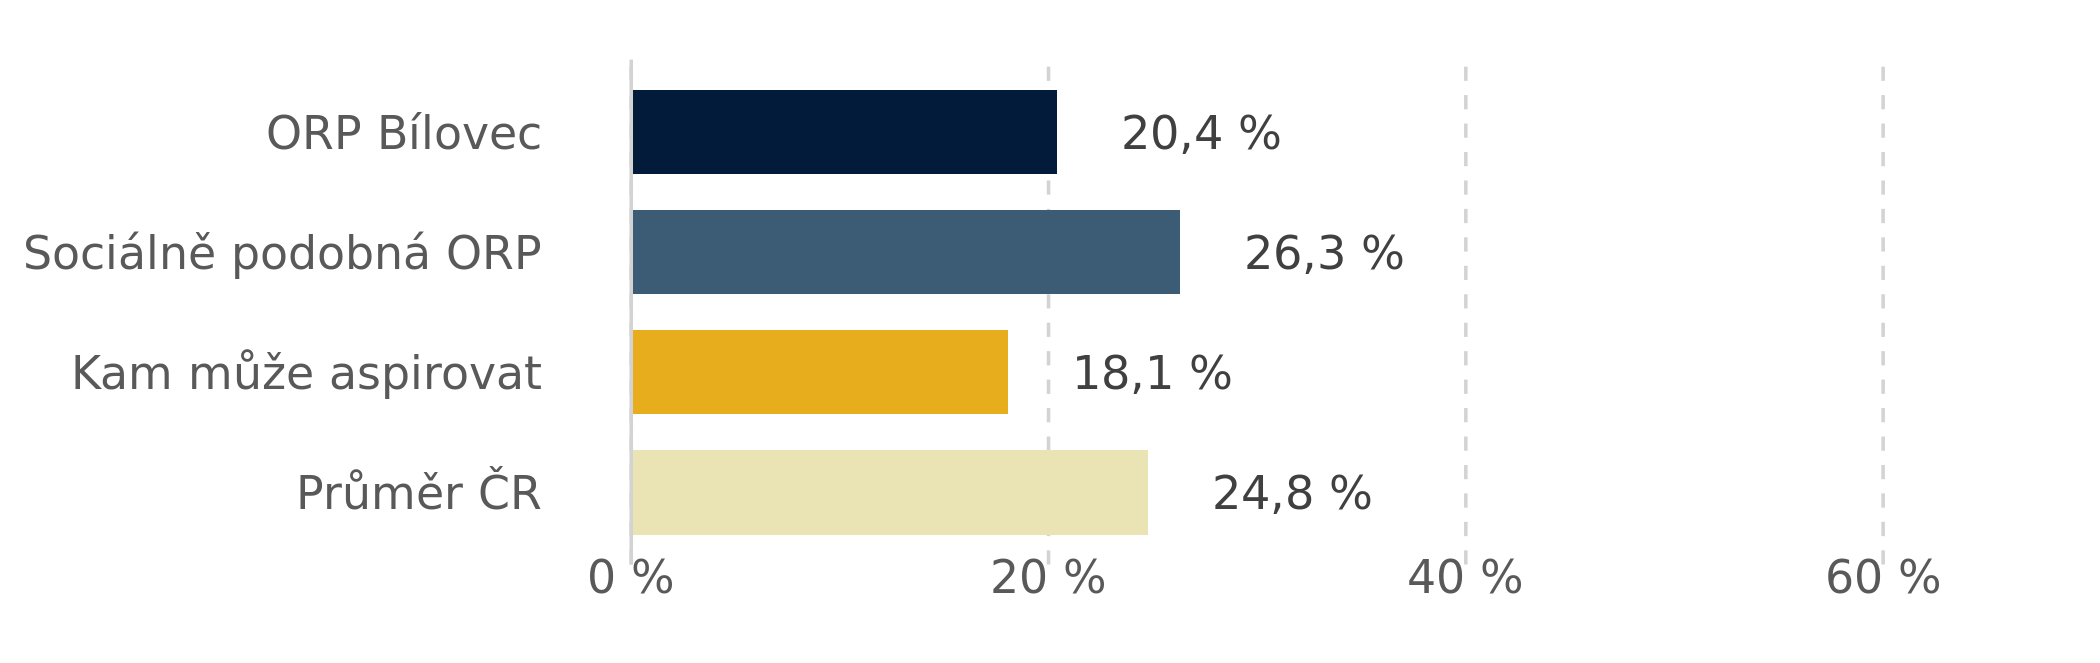 ORP Bílovec 20,4 %
Sociálně podobná ORP 26,3 %
Kam může aspirovat 18,1 %
Průměr ČR 24,8 %
0 % 20 % 40 % 60 %